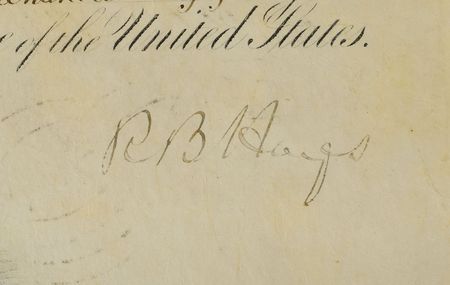 e of the United States.
R B Hayes